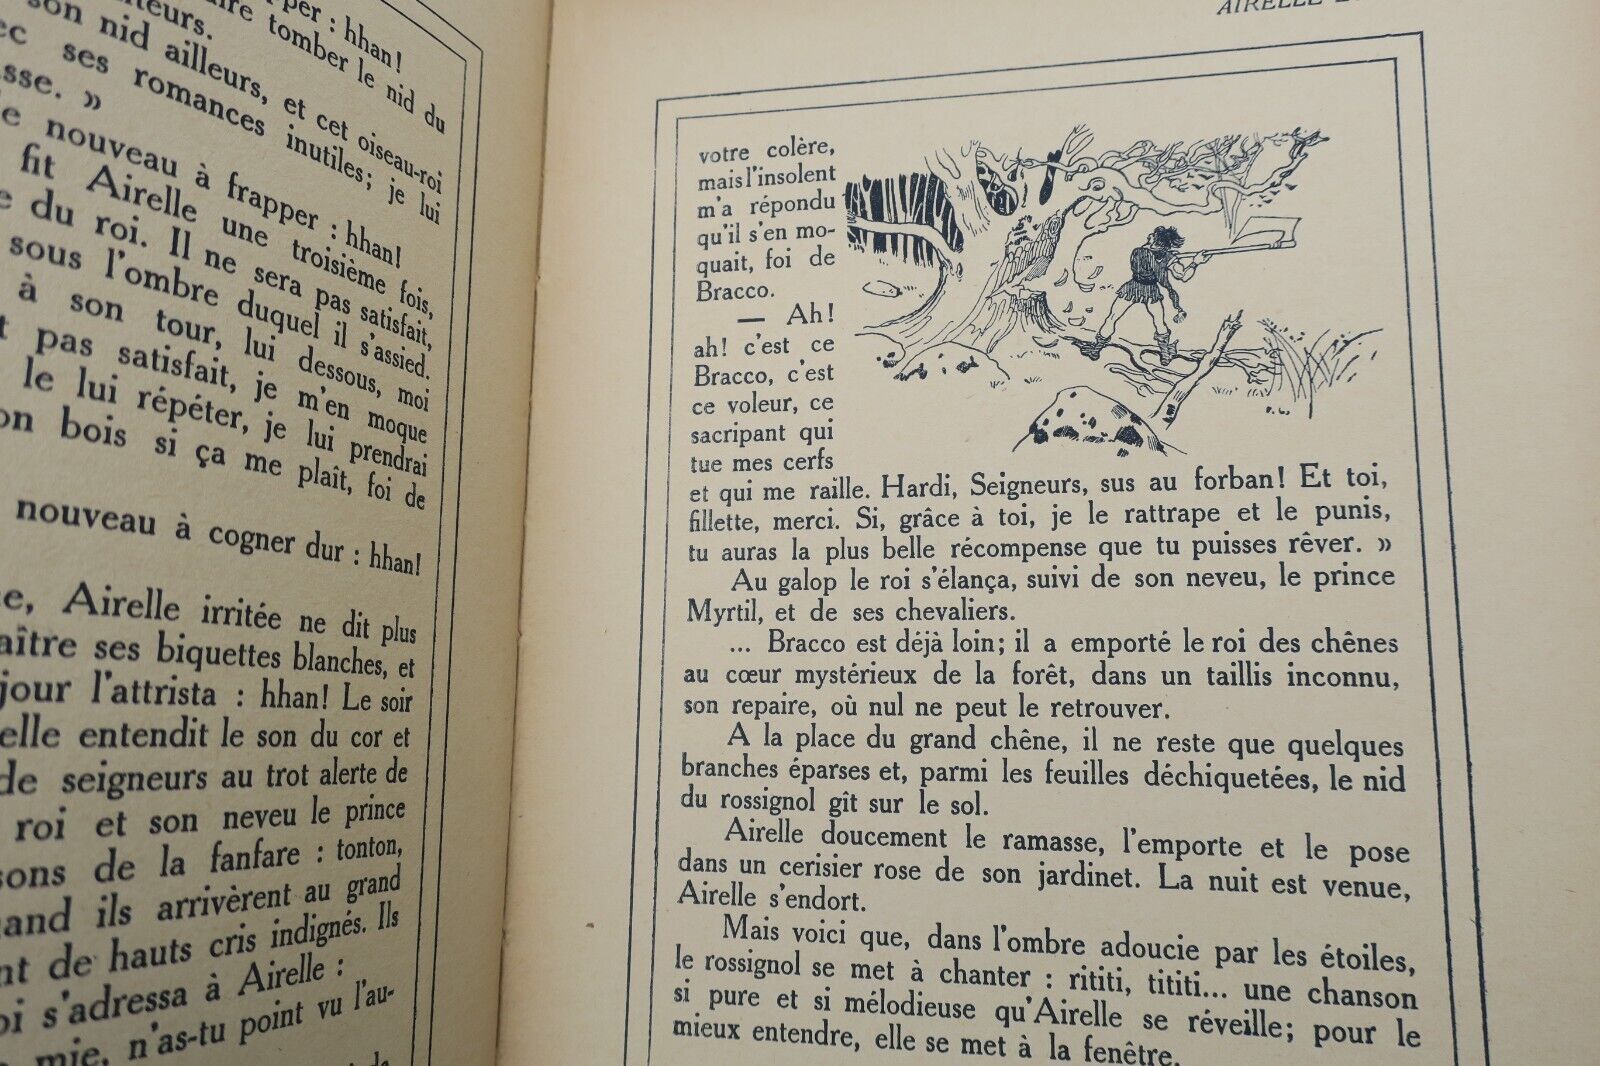 per : hhan!
aire tomber le nid du
iteurs.
son nid ailleurs, et cet oiseau-roi
ec ses romances inutiles; je lui
sse. »
e nouveau à frapper : hhan!
fit Airelle une troisième fois,
e du roi. Il ne sera pas satisfait,
sous l'ombre duquel il s'assied.
à son tour, lui dessous, moi
t pas satisfait, je m'en moque
le lui répéter, je lui prendrai
on bois si ça me plaît, foi de
nouveau à cogner dur : hhan!
e, Airelle irritée ne dit plus
aître ses biquettes blanches, et
jour l'attrista : hhan! Le soir
elle entendit le son du cor et
de seigneurs au trot alerte de
roi et son neveu le prince
sons de la fanfare : tonton,
and ils arrivèrent au grand
nt de hauts cris indignés. Ils
oi s'adressa à Airelle :
mie, n'as-tu point vu l'au-
de
AIRELLE
votre colère,
mais l'insolent
m'a répondu
qu'il s'en mo-
quait, foi de
Bracco.
— Ah!
ah! c'est ce
Bracco, c'est
ce voleur, ce
sacripant qui
tue mes cerfs
et qui me raille. Hardi, Seigneurs, sus au forban! Et toi,
fillette, merci. Si, grâce à toi, je le rattrape et le punis,
tu auras la plus belle récompense que tu puisses rêver. »
Au galop le roi s'élança, suivi de son neveu, le prince
Myrtil, et de ses chevaliers.
... Bracco est déjà loin; il a emporté le roi des chênes
au cœur mystérieux de la forêt, dans un taillis inconnu,
son repaire, où nul ne peut le retrouver.
A la place du grand chêne, il ne reste que quelques
branches éparses et, parmi les feuilles déchiquetées, le nid
du rossignol gît sur le sol.
Airelle doucement le ramasse, l'emporte et le pose
dans un cerisier rose de son jardinet. La nuit est venue,
Airelle s'endort.
Mais voici que, dans l'ombre adoucie par les étoiles,
le rossignol se met à chanter : rititi, tititi... une chanson
si pure et si mélodieuse qu'Airelle se réveille; pour le
mieux entendre, elle se met à la fenêtre.